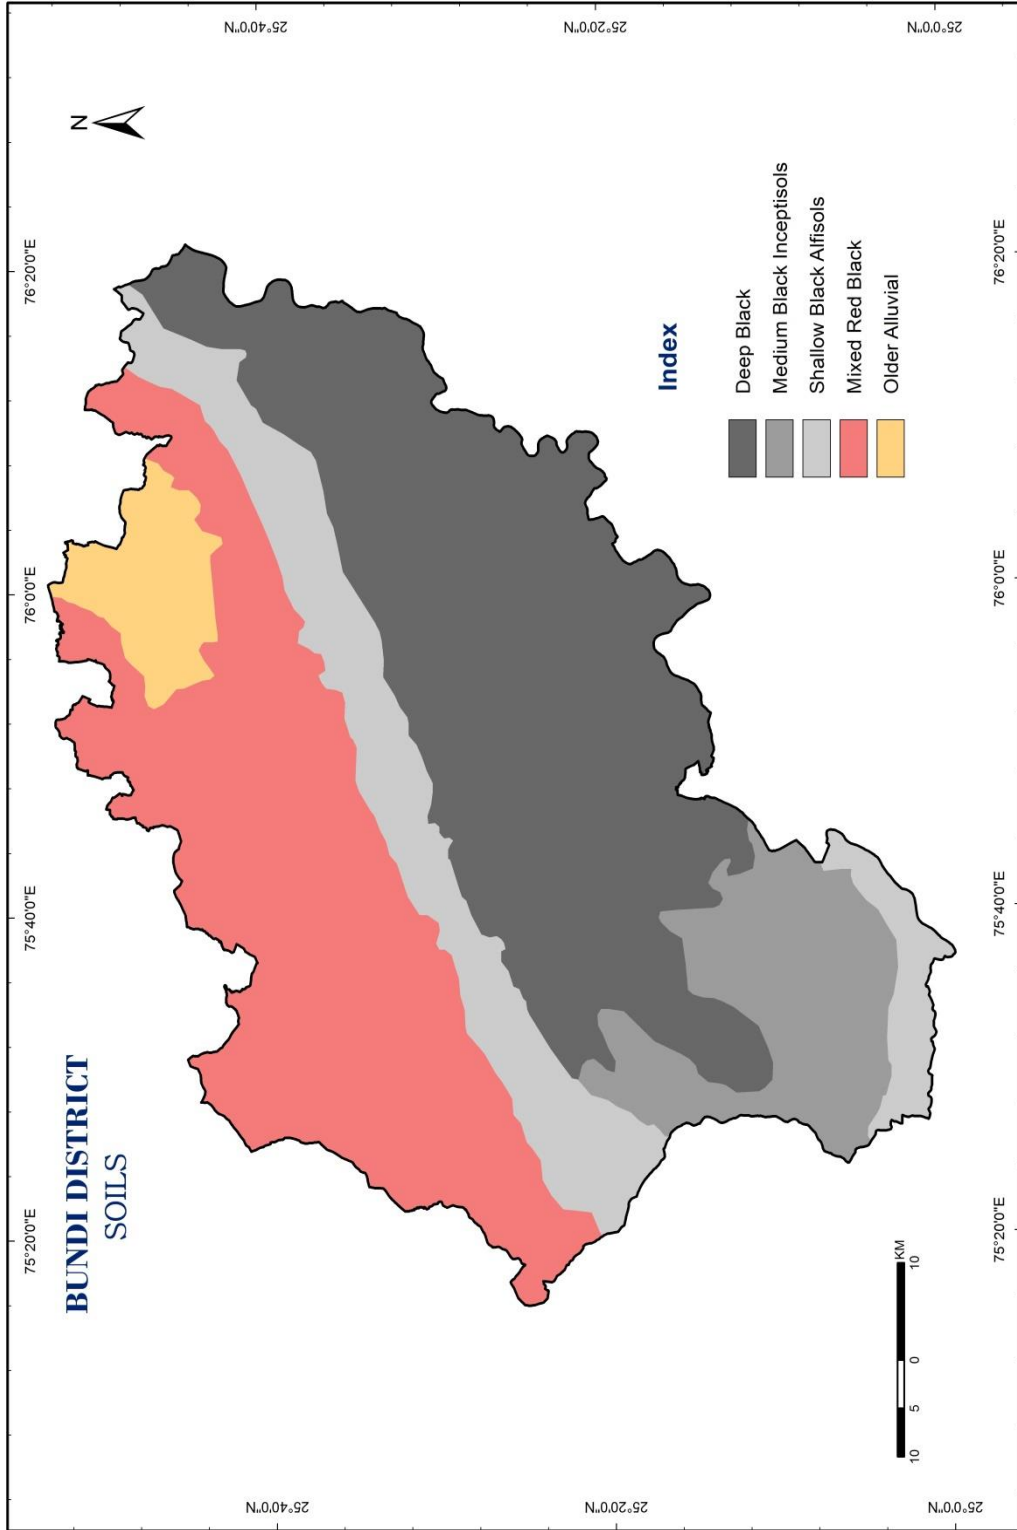 BUNDI DISTRICT
SOILS
N
75°20'0"E
75°40'0"E
76°0'0"E
76°20'0"E
25°40'0"N
25°20'0"N
25°0'0"N
25°40'0"N
25°20'0"N
25°0'0"N
Index
Deep Black
Medium Black Inceptisols
Shallow Black Alfisols
Mixed Red Black
Older Alluvial
10 5 0 10
KM
75°20'0"E
75°40'0"E
76°0'0"E
76°20'0"E